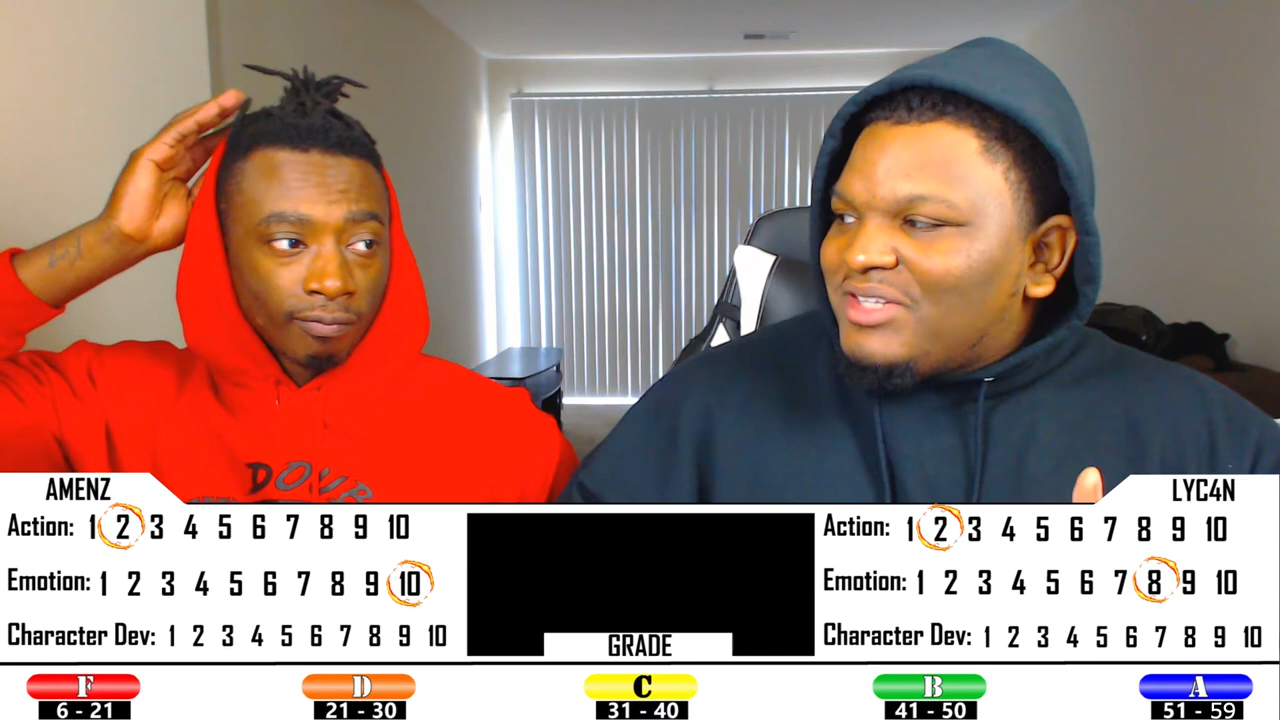 DOUB
AMENZ
Action: 1 2 3 4 5 6 7 8 9 10
Emotion: 1 2 3 4 5 6 7 8 9 10
Character Dev: 1 2 3 4 5 6 7 8 9 10
GRADE
LYC4N
Action: 1 2 3 4 5 6 7 8 9 10
Emotion: 1 2 3 4 5 6 7 8 9 10
Character Dev: 1 2 3 4 5 6 7 8 9 10
F D C B A
6 - 21 21 - 30 31 - 40 41 - 50 51 - 59